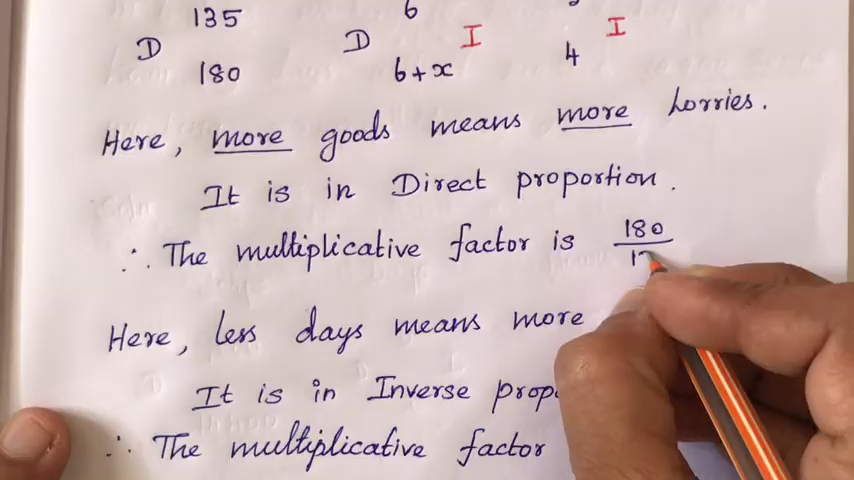 135 6
D D I I
180 6+x 4
Here, more goods means more lorries.
It is in Direct proportion.
∴ The multiplicative factor is 180
Here, less days means more
It is in Inverse
∴ The multiplicative factor